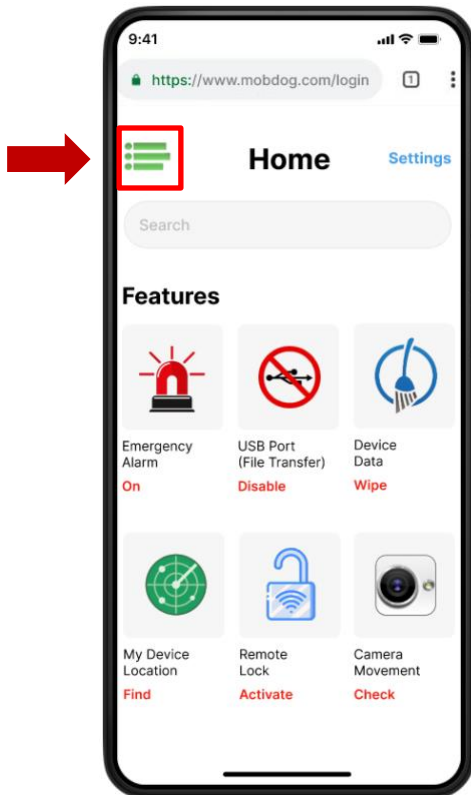 9:41
https://www.mobdog.com/login
1
Home
Settings
Search
Features
Emergency
Alarm
On
USB Port
(File Transfer)
Disable
Device
Data
Wipe
My Device
Location
Find
Remote
Lock
Activate
Camera
Movement
Check